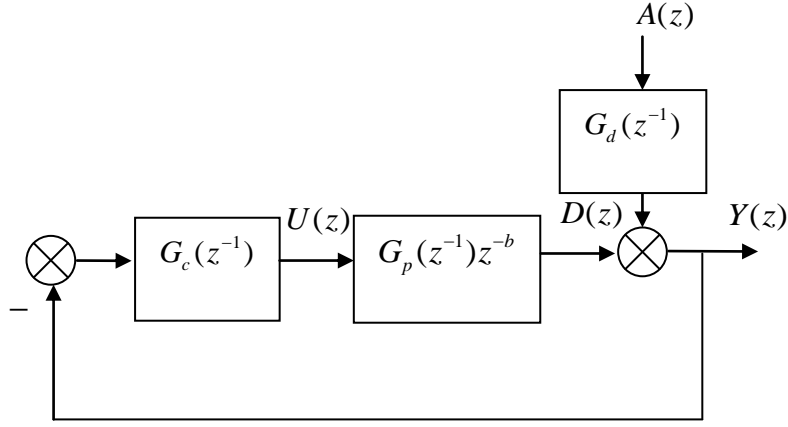 A(z)
G_d(z^{-1})
D(z)
Y(z)
U(z)
G_c(z^{-1})
G_p(z^{-1})z^{-b}
−